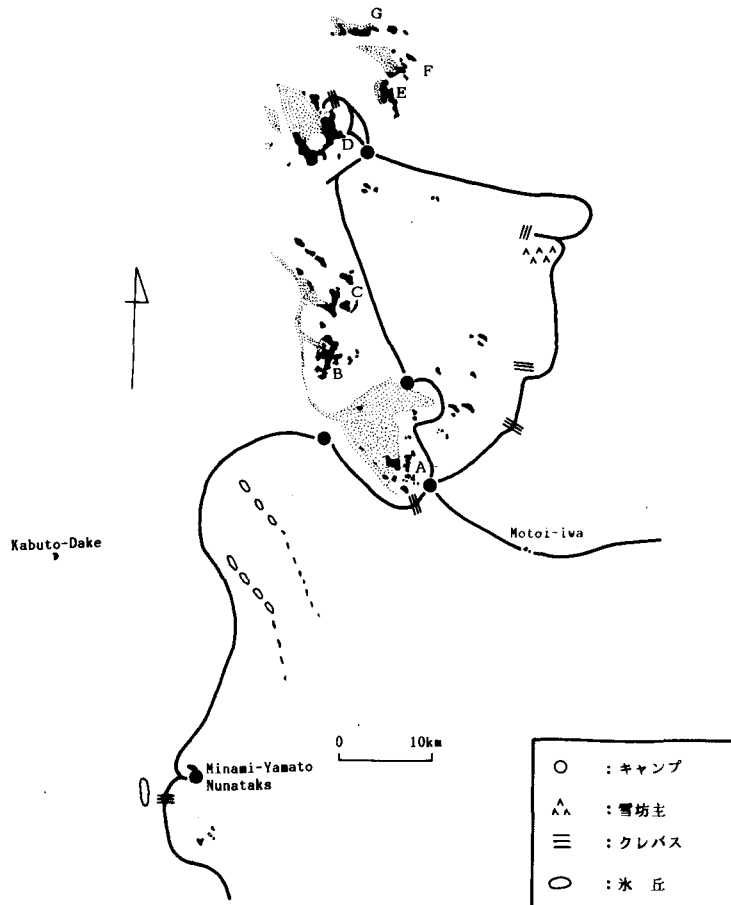 G
F
E
D
C
B
A
Motoi-iwa
Kabuto-Dake
0 10km
Minami-Yamato
Nunataks
: キャンプ
: 雪坊主
: クレバス
: 氷 丘